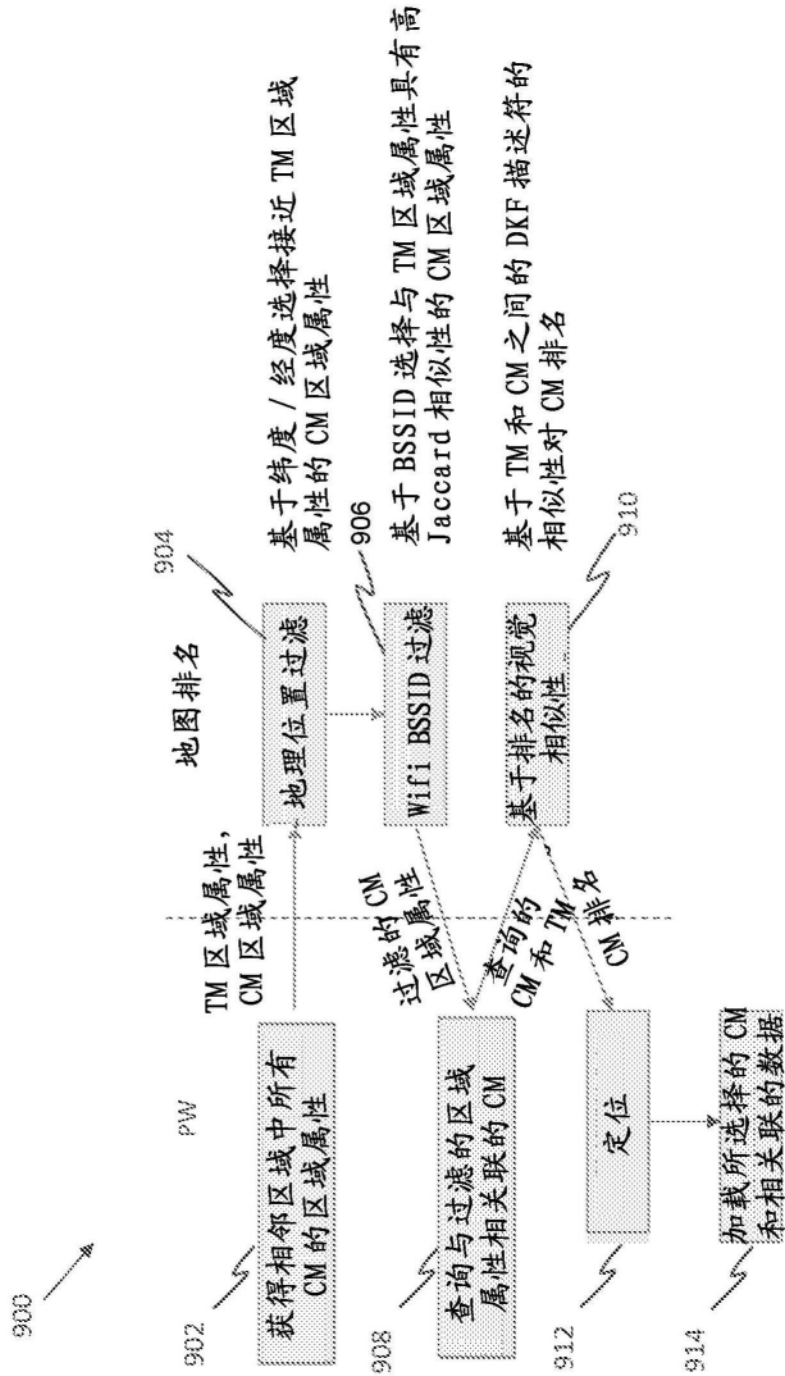 900
PW
地图排名
902
获得相邻区域中所有
CM 的区域属性
TM 区域属性,
CM 区域属性
904
地理位置过滤
基于纬度/经度选择接近 TM 区域
属性的 CM 区域属性
906
Wifi BSSID 过滤
基于 BSSID 选择与 TM 区域属性具有高
Jaccard 相似性的 CM 区域属性
过滤的 CM
区域属性
908
查询与过滤的区域
属性相关联的 CM
查询的
CM 和 TM
基于排名的视觉
相似性
910
基于 TM 和 CM 之间的 DKF 描述符的
相似性对 CM 排名
CM 排名
912
定位
914
加载所选择的 CM
和相关联的数据